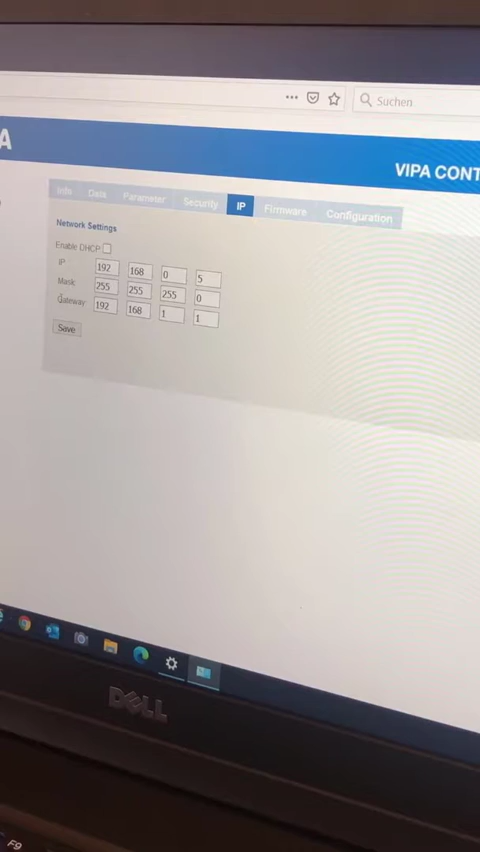 Suchen
A
VIPA CONT
Info Data Parameter Security IP Firmware Configuration
Network Settings
Enable DHCP
IP 192 168 0 5
Mask 255 255 255 0
Gateway 192 168 1 1
Save
DELL
F9